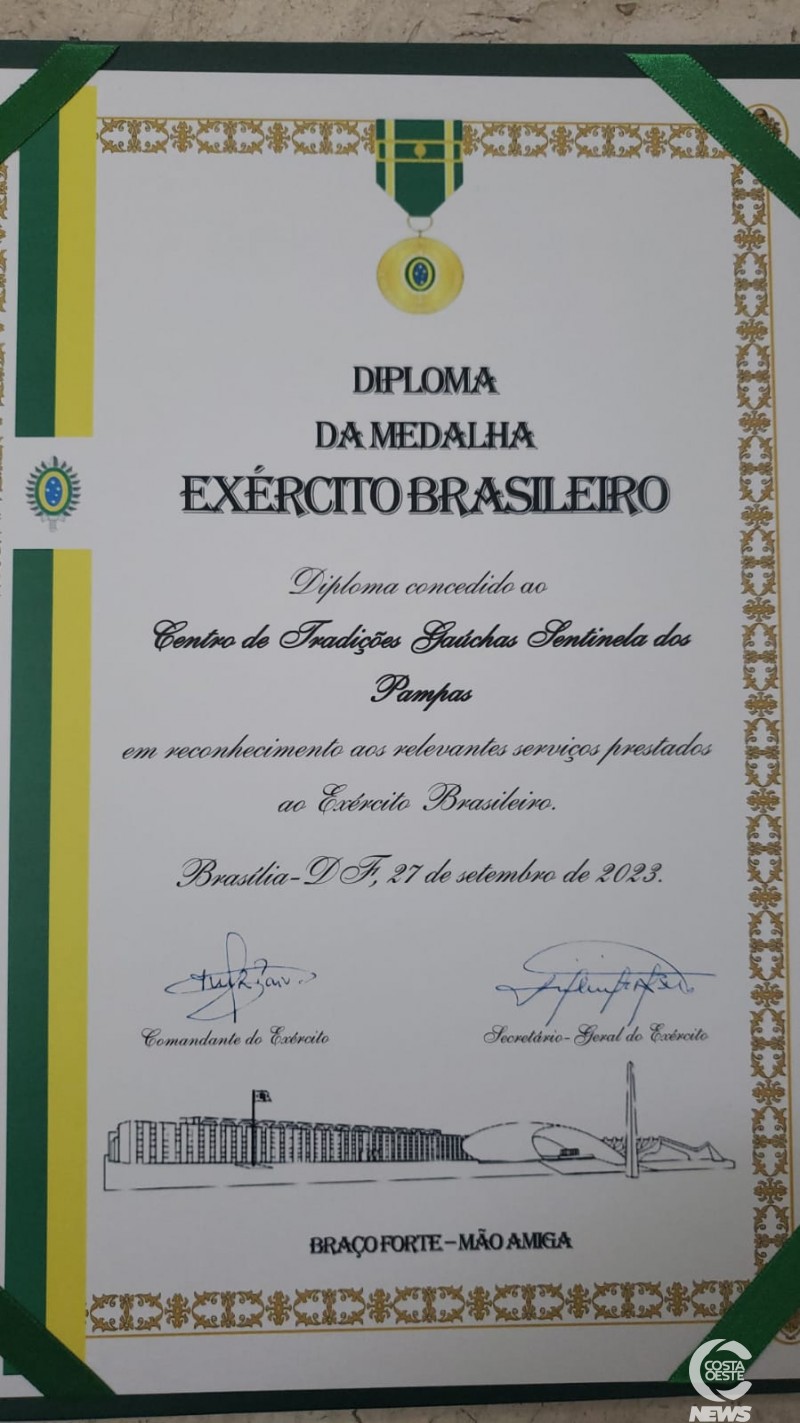 DIPLOMA
DA MEDALHA
EXÉRCITO BRASILEIRO
Diploma concedido ao
Centro de Tradições Gaúchas Sentinela dos
Pampas
em reconhecimento aos relevantes serviços prestados
ao Exército Brasileiro.
Brasília-DF, 27 de setembro de 2023.
Comandante do Exército
Secretário-Geral do Exército
BRAÇO FORTE – MÃO AMIGA
COSTA
OESTE
NEWS